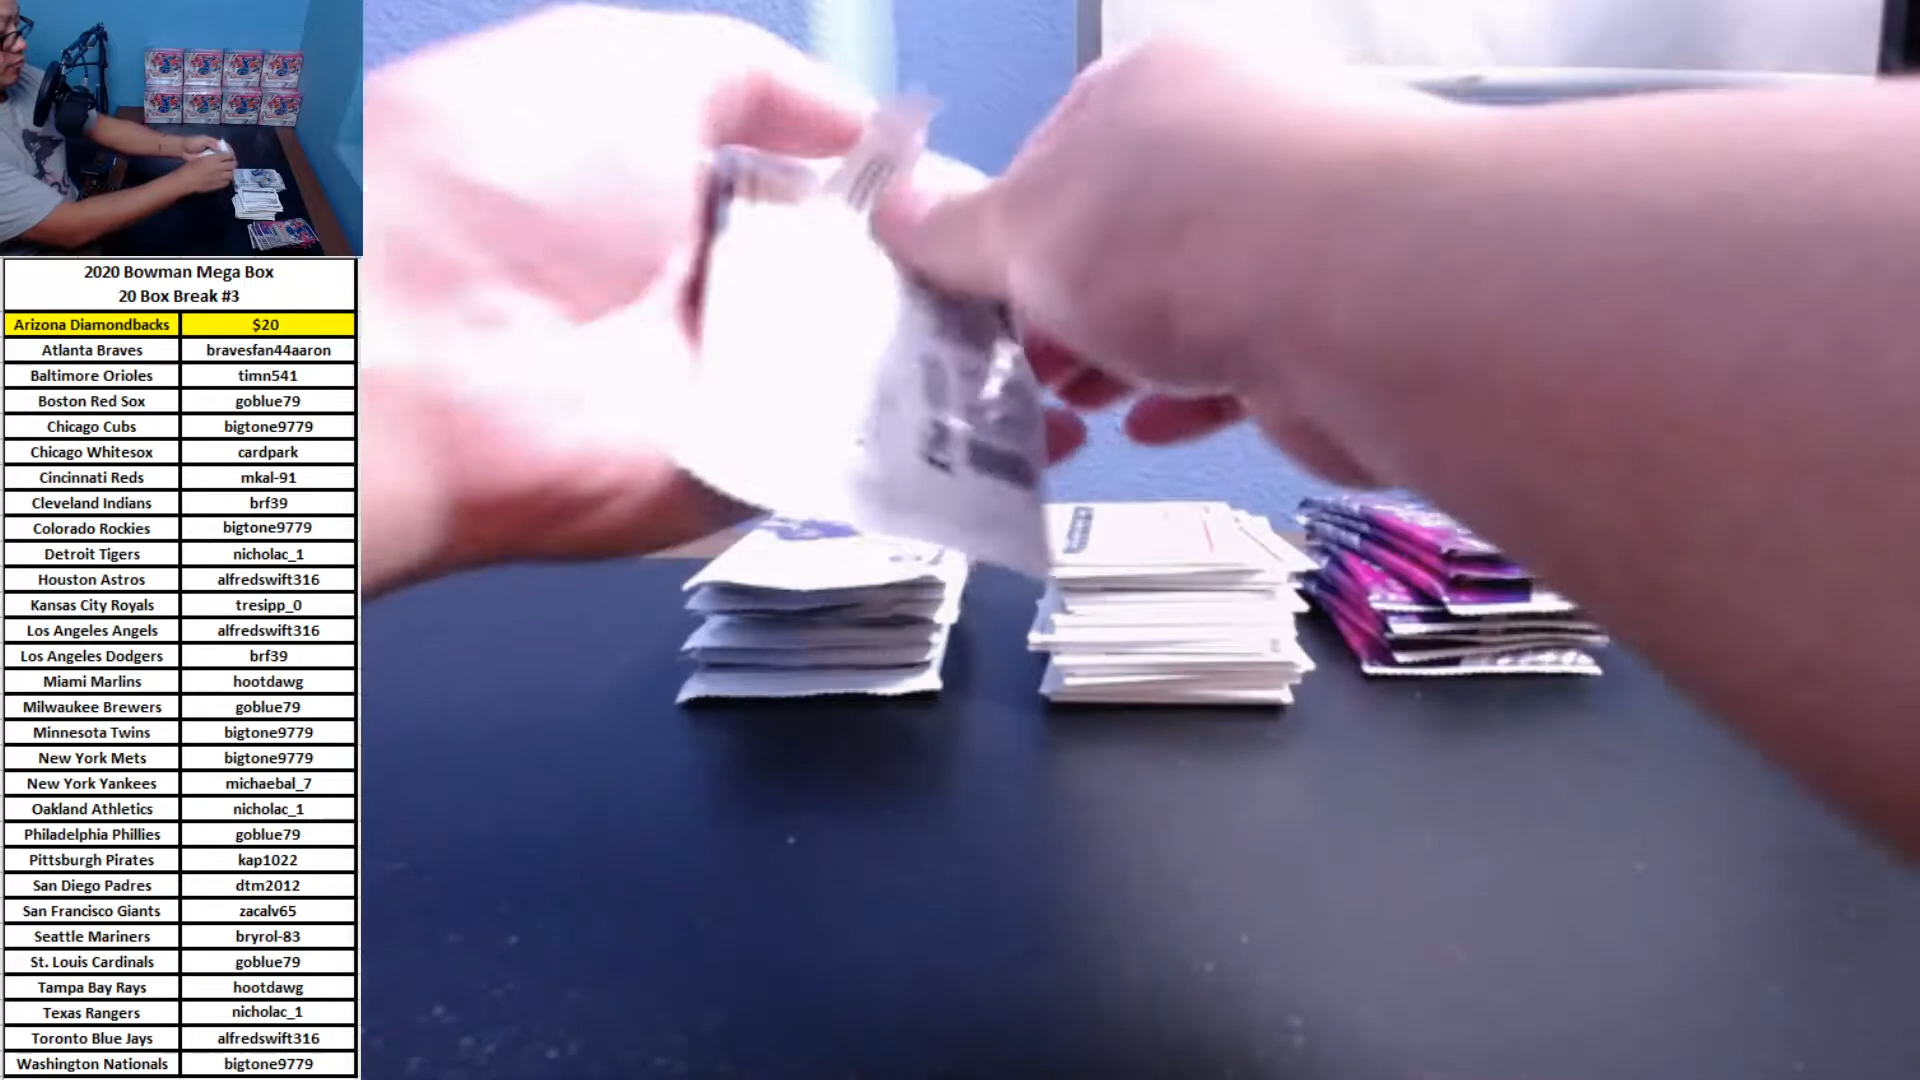 2020 Bowman Mega Box
20 Box Break #3
Arizona Diamondbacks $20
Atlanta Braves bravesfan44aaron
Baltimore Orioles timn541
Boston Red Sox goblue79
Chicago Cubs bigtone9779
Chicago Whitesox cardpark
Cincinnati Reds mkal-91
Cleveland Indians brf39
Colorado Rockies bigtone9779
Detroit Tigers nicholac_1
Houston Astros alfredswift316
Kansas City Royals tresipp_0
Los Angeles Angels alfredswift316
Los Angeles Dodgers brf39
Miami Marlins hootdawg
Milwaukee Brewers goblue79
Minnesota Twins bigtone9779
New York Mets bigtone9779
New York Yankees michaebal_7
Oakland Athletics nicholac_1
Philadelphia Phillies goblue79
Pittsburgh Pirates kap1022
San Diego Padres dtm2012
San Francisco Giants zacalv65
Seattle Mariners bryrol-83
St. Louis Cardinals goblue79
Tampa Bay Rays hootdawg
Texas Rangers nicholac_1
Toronto Blue Jays alfredswift316
Washington Nationals bigtone9779